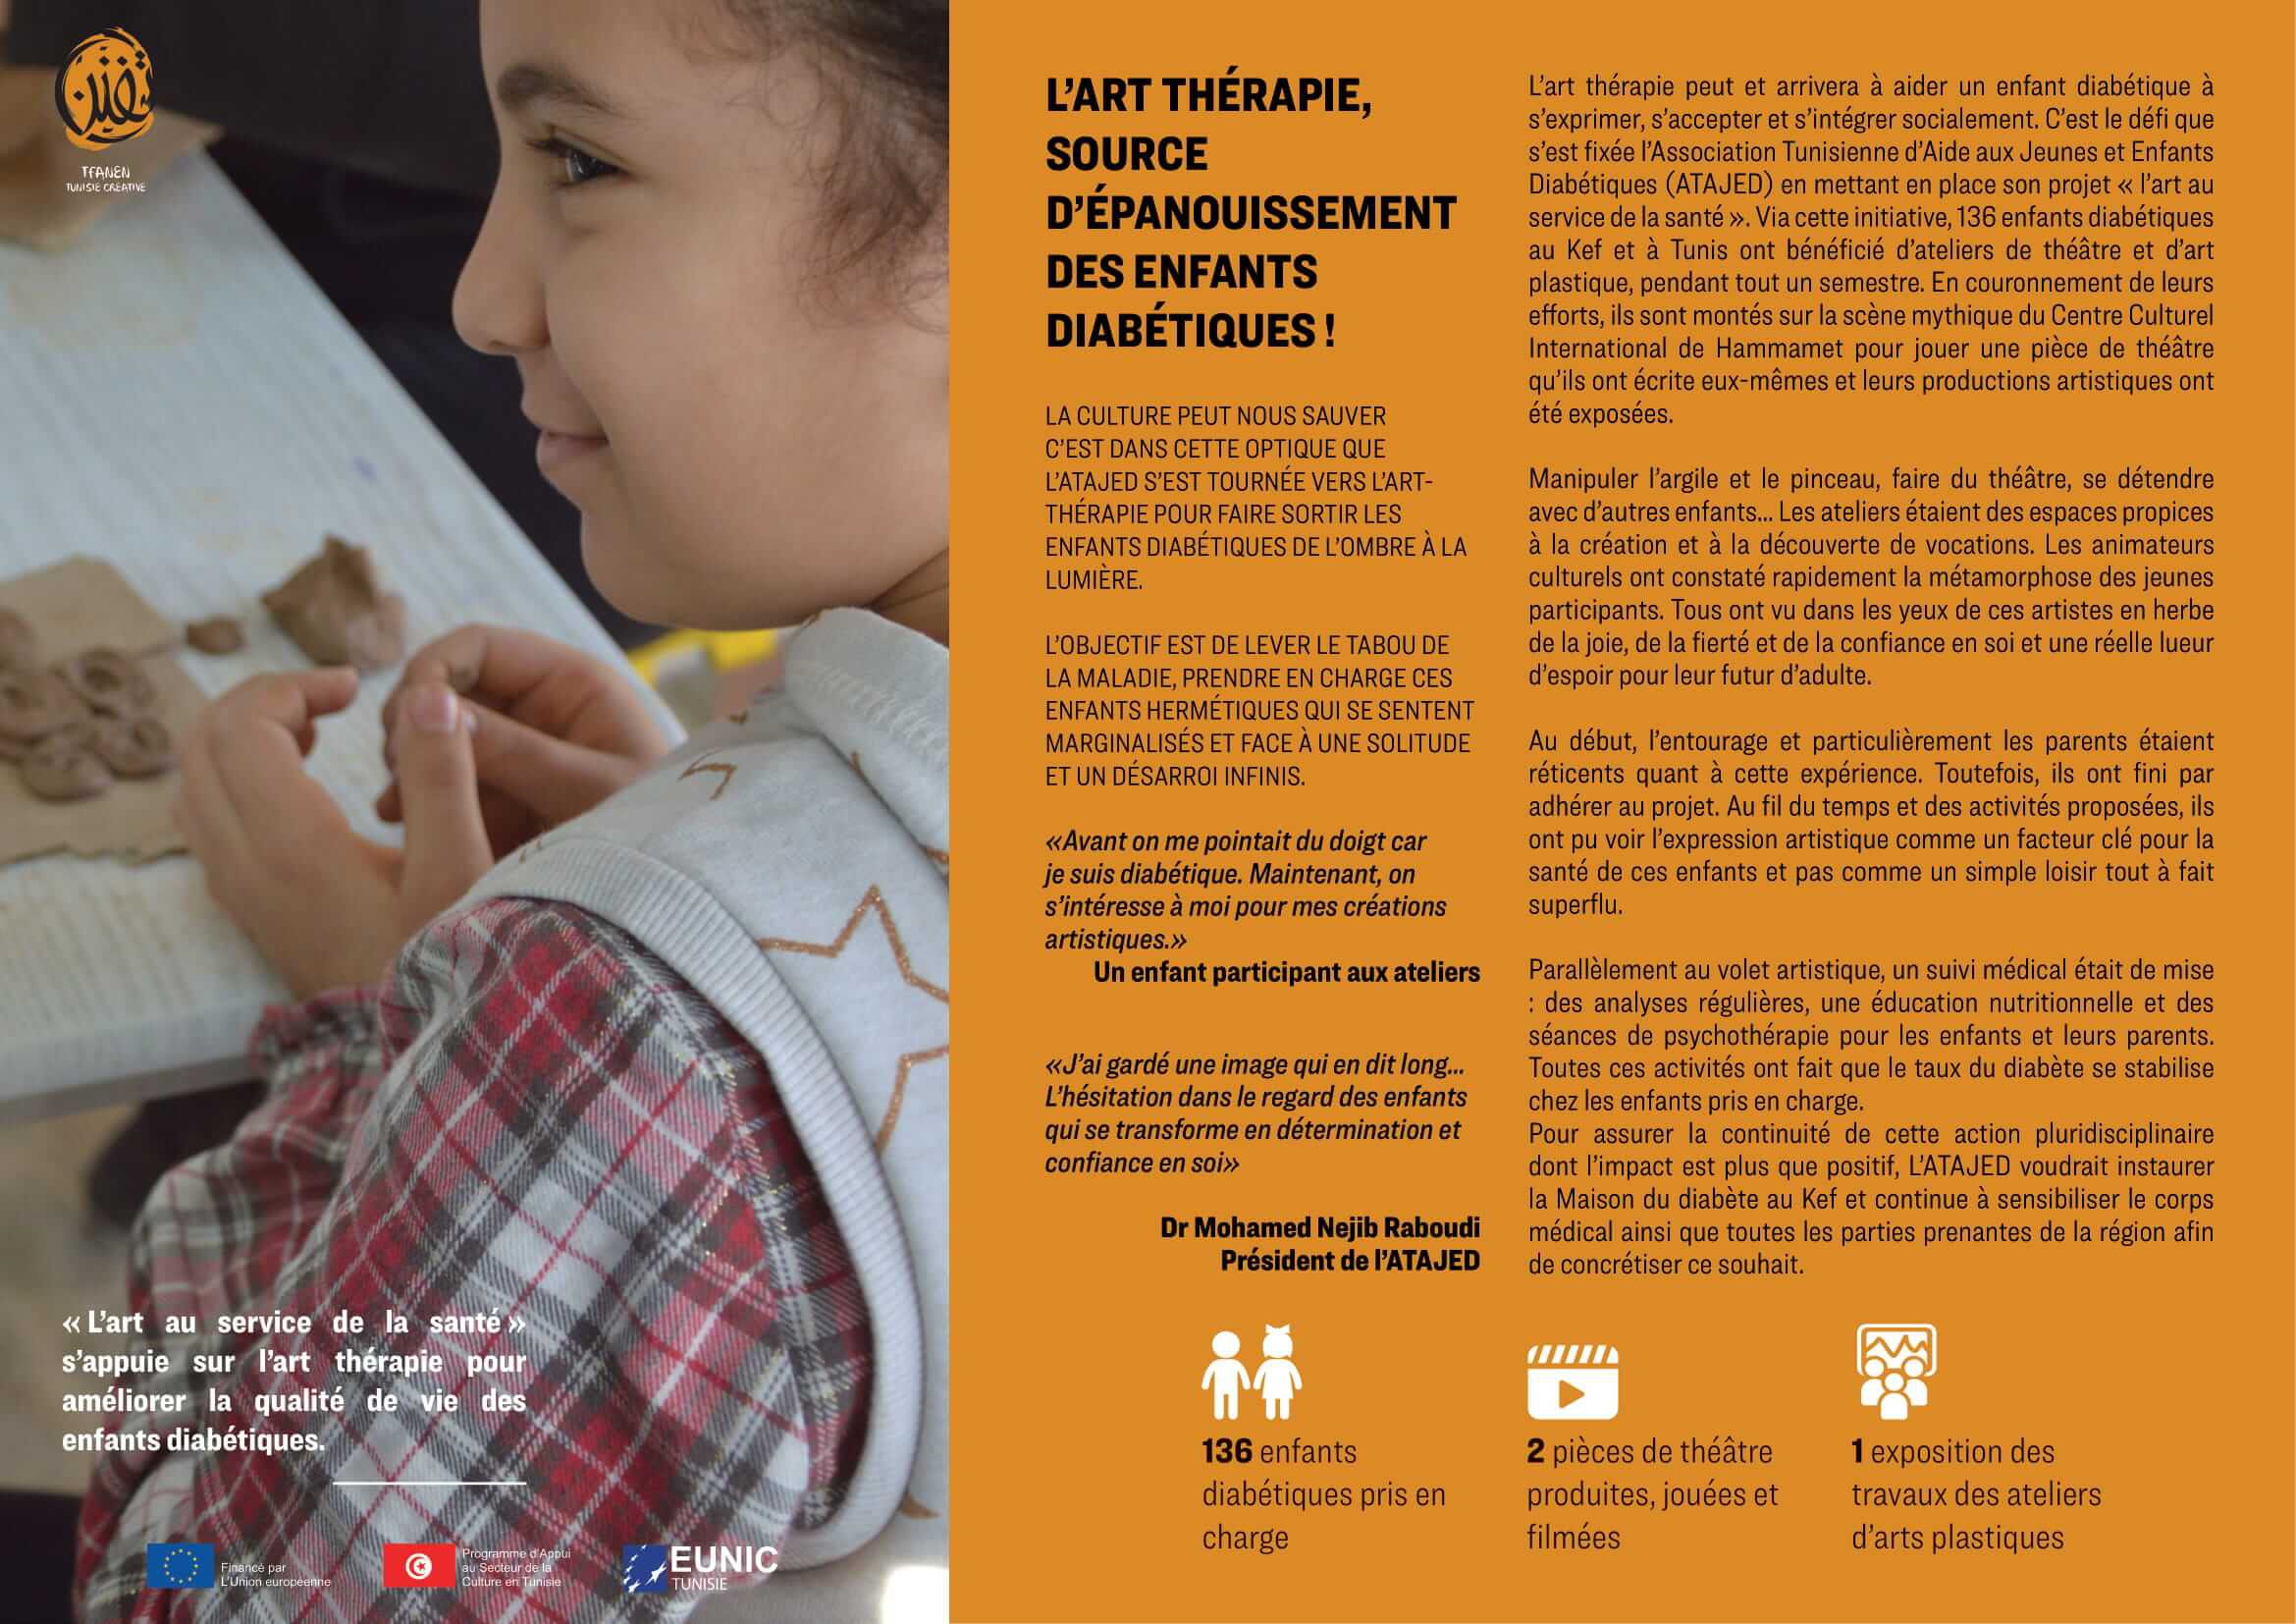 تفنن
TFANEN
TUNISIE CREATIVE
« L’art au service de la santé »
s’appuie sur l’art thérapie pour
améliorer la qualité de vie des
enfants diabétiques.
Financé par
L’Union européenne
Programme d’Appui
au Secteur de la
Culture en Tunisie
EUNIC
TUNISIE
L’ART THÉRAPIE,
SOURCE
D’ÉPANOUISSEMENT
DES ENFANTS
DIABÉTIQUES !
LA CULTURE PEUT NOUS SAUVER
C’EST DANS CETTE OPTIQUE QUE
L’ATAJED S’EST TOURNÉE VERS L’ART-
THÉRAPIE POUR FAIRE SORTIR LES
ENFANTS DIABÉTIQUES DE L’OMBRE À LA
LUMIÈRE.
L’OBJECTIF EST DE LEVER LE TABOU DE
LA MALADIE, PRENDRE EN CHARGE CES
ENFANTS HERMÉTIQUES QUI SE SENTENT
MARGINALISÉS ET FACE À UNE SOLITUDE
ET UN DÉSARROI INFINIS.
«Avant on me pointait du doigt car
je suis diabétique. Maintenant, on
s’intéresse à moi pour mes créations
artistiques.»
Un enfant participant aux ateliers
«J’ai gardé une image qui en dit long...
L’hésitation dans le regard des enfants
qui se transforme en détermination et
confiance en soi»
Dr Mohamed Nejib Raboudi
Président de l’ATAJED
L’art thérapie peut et arrivera à aider un enfant diabétique à
s’exprimer, s’accepter et s’intégrer socialement. C’est le défi que
s’est fixée l’Association Tunisienne d’Aide aux Jeunes et Enfants
Diabétiques (ATAJED) en mettant en place son projet « l’art au
service de la santé ». Via cette initiative, 136 enfants diabétiques
au Kef et à Tunis ont bénéficié d’ateliers de théâtre et d’art
plastique, pendant tout un semestre. En couronnement de leurs
efforts, ils sont montés sur la scène mythique du Centre Culturel
International de Hammamet pour jouer une pièce de théâtre
qu’ils ont écrite eux-mêmes et leurs productions artistiques ont
été exposées.
Manipuler l’argile et le pinceau, faire du théâtre, se détendre
avec d’autres enfants... Les ateliers étaient des espaces propices
à la création et à la découverte de vocations. Les animateurs
culturels ont constaté rapidement la métamorphose des jeunes
participants. Tous ont vu dans les yeux de ces artistes en herbe
de la joie, de la fierté et de la confiance en soi et une réelle lueur
d’espoir pour leur futur d’adulte.
Au début, l’entourage et particulièrement les parents étaient
réticents quant à cette expérience. Toutefois, ils ont fini par
adhérer au projet. Au fil du temps et des activités proposées, ils
ont pu voir l’expression artistique comme un facteur clé pour la
santé de ces enfants et pas comme un simple loisir tout à fait
superflu.
Parallèlement au volet artistique, un suivi médical était de mise
: des analyses régulières, une éducation nutritionnelle et des
séances de psychothérapie pour les enfants et leurs parents.
Toutes ces activités ont fait que le taux du diabète se stabilise
chez les enfants pris en charge.
Pour assurer la continuité de cette action pluridisciplinaire
dont l’impact est plus que positif, L’ATAJED voudrait instaurer
la Maison du diabète au Kef et continue à sensibiliser le corps
médical ainsi que toutes les parties prenantes de la région afin
de concrétiser ce souhait.
136 enfants
diabétiques pris en
charge
2 pièces de théâtre
produites, jouées et
filmées
1 exposition des
travaux des ateliers
d’arts plastiques